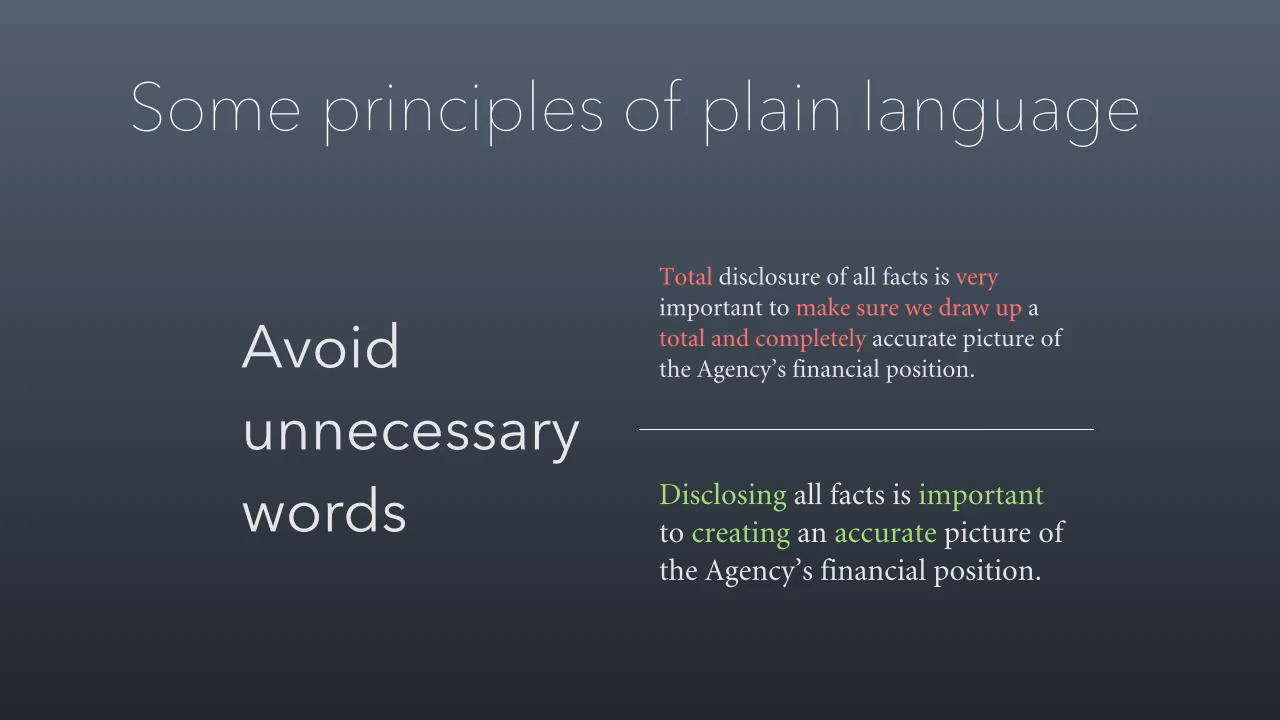 Some principles of plain language
Avoid
unnecessary
words
Total disclosure of all facts is very
important to make sure we draw up a
total and completely accurate picture of
the Agency’s financial position.
Disclosing all facts is important
to creating an accurate picture of
the Agency’s financial position.